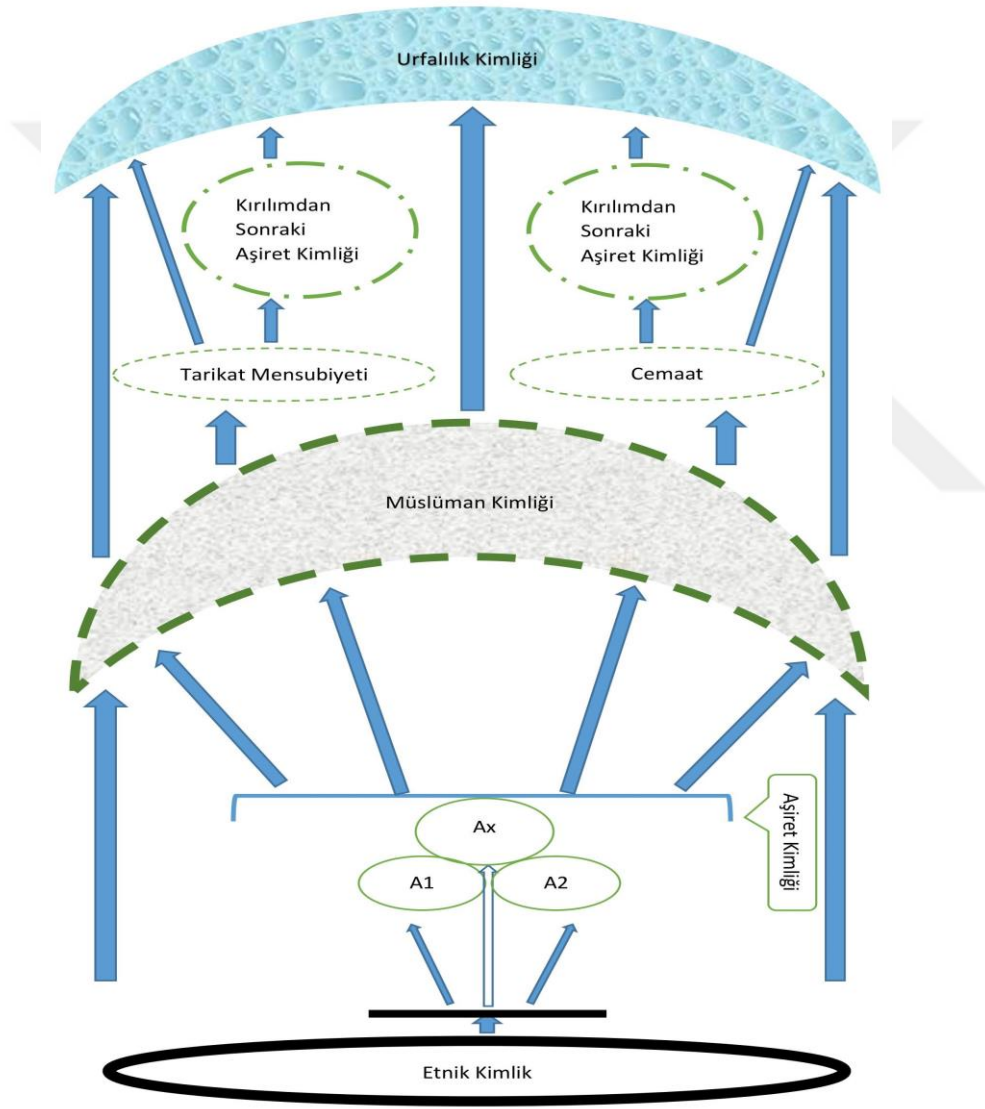 Urfalılık Kimliği
Kırılımdan
Sonraki
Aşiret Kimliği
Kırılımdan
Sonraki
Aşiret Kimliği
Tarikat Mensubiyeti
Cemaat
Müslüman Kimliği
Aşiret Kimliği
Ax
A1
A2
Etnik Kimlik